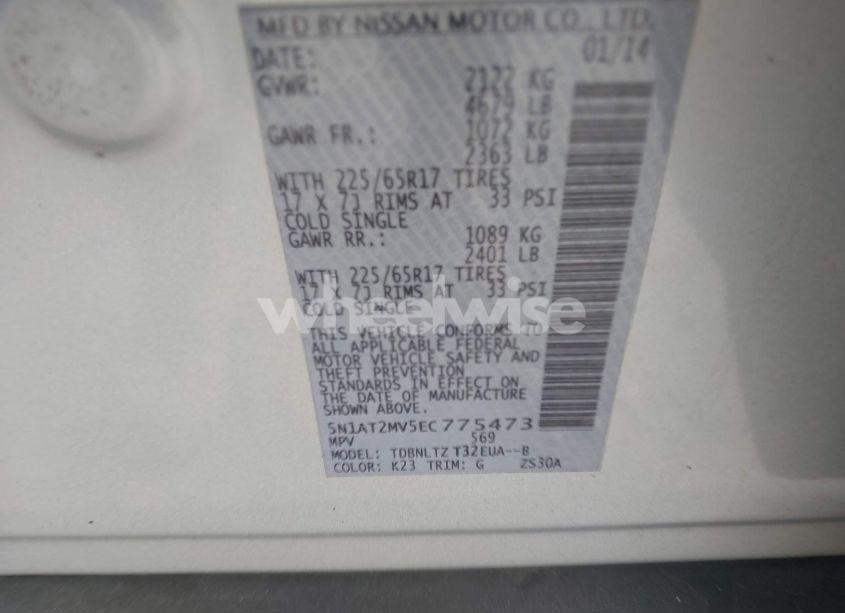 MFD BY NISSAN MOTOR CO., LTD.
DATE: 01/14
GVWR: 2122 KG
4679 LB
GAWR FR.: 1072 KG
2363 LB
WITH 225/65R17 TIRES
17 X 7J RIMS AT 33 PSI
COLD SINGLE
GAWR RR.: 1089 KG
2401 LB
WITH 225/65R17 TIRES
17 X 7J RIMS AT 33 PSI
COLD SINGLE
wheelwise
THIS VEHICLE CONFORMS TO
ALL APPLICABLE FEDERAL
MOTOR VEHICLE SAFETY AND
THEFT PREVENTION
STANDARDS IN EFFECT ON
THE DATE OF MANUFACTURE
SHOWN ABOVE.
5N1AT2MV5EC775473
MPV 569
MODEL: TDBNLTZ T32EUA--B
COLOR: K23 TRIM: G ZS30A